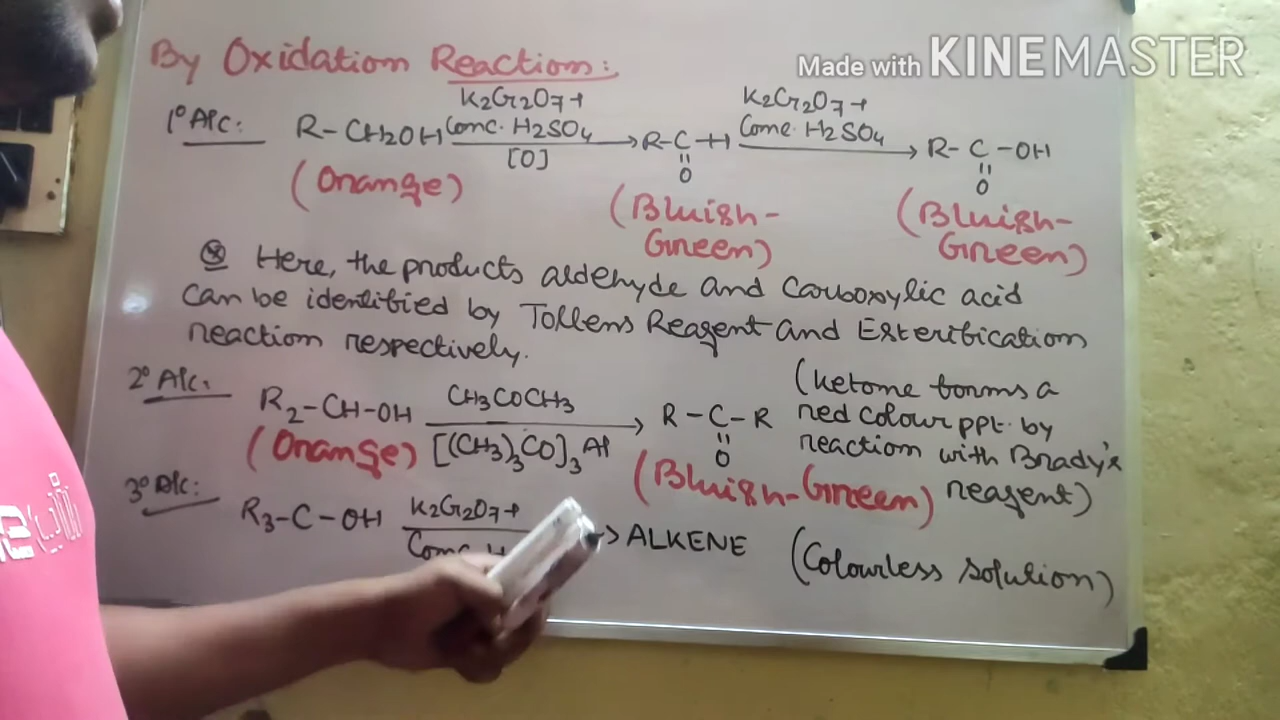 By Oxidation Reaction:
Made with KINEMASTER
1° Alc: R-CH2OH K2Cr2O7+ Conc. H2SO4 [O] R-C-H K2Cr2O7+ Conc. H2SO4 R-C-OH
O O
(Orange) (Bluish-Green) (Bluish-Green)
Here, the products aldehyde and Carboxylic acid
can be identified by Tollens Reagent and Esterification
reaction respectively.
2° Alc. R2-CH-OH CH3COCH3 [(CH3)3CO]3Al R-C-R
O
(Orange) (Bluish-Green)
(ketone forms a
red colour ppt. by
reaction with Brady's
reagent)
3° Alc: R3-C-OH K2Cr2O7+ ALKENE (Colourless solution)